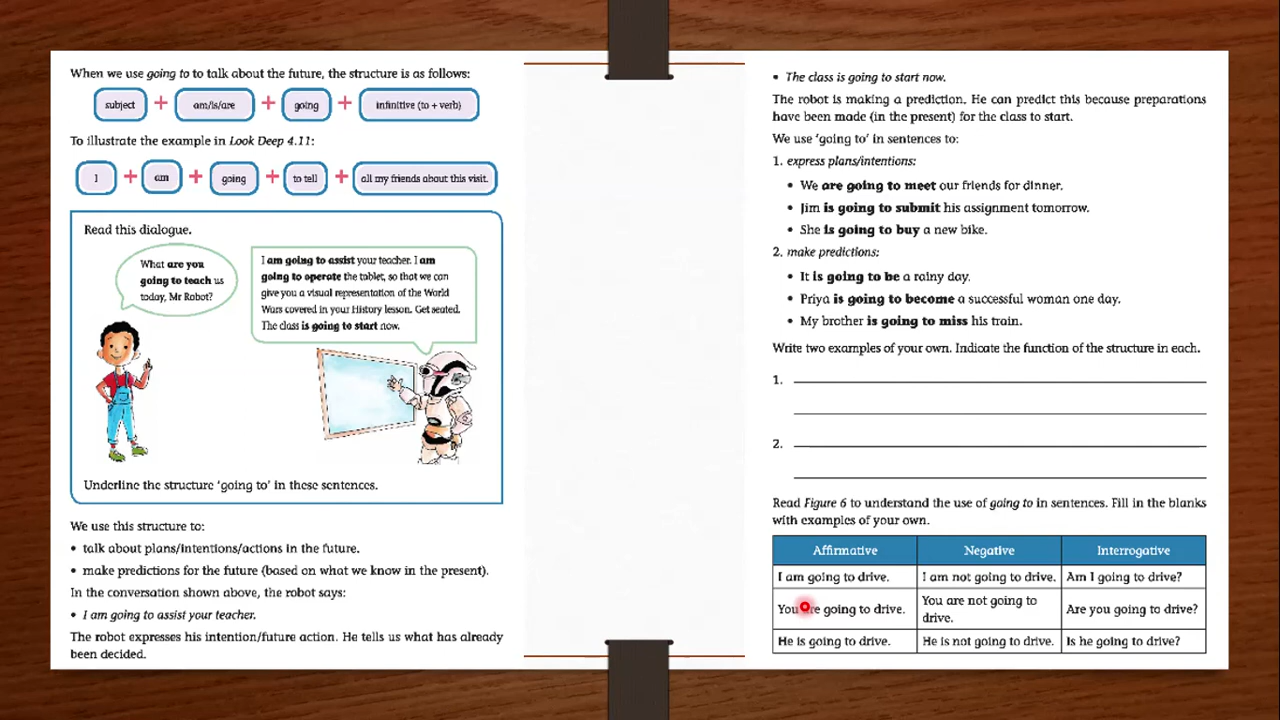 When we use going to to talk about the future, the structure is as follows:
subject + am/is/are + going + infinitive (to + verb)
To illustrate the example in Look Deep 4.11:
I + am + going + to tell + all my friends about this visit.
Read this dialogue.
What are you
going to teach us
today, Mr Robot?
I am going to assist your teacher. I am
going to operate the tablet, so that we can
give you a visual representation of the World
Wars covered in your History lesson. Get seated.
The class is going to start now.
Underline the structure 'going to' in these sentences.
We use this structure to:
• talk about plans/intentions/actions in the future.
• make predictions for the future (based on what we know in the present).
In the conversation shown above, the robot says:
• I am going to assist your teacher.
The robot expresses his intention/future action. He tells us what has already
been decided.
• The class is going to start now.
The robot is making a prediction. He can predict this because preparations
have been made (in the present) for the class to start.
We use 'going to' in sentences to:
1. express plans/intentions:
• We are going to meet our friends for dinner.
• Jim is going to submit his assignment tomorrow.
• She is going to buy a new bike.
2. make predictions:
• It is going to be a rainy day.
• Priya is going to become a successful woman one day.
• My brother is going to miss his train.
Write two examples of your own. Indicate the function of the structure in each.
1.
2.
Read Figure 6 to understand the use of going to in sentences. Fill in the blanks
with examples of your own.
Affirmative Negative Interrogative
I am going to drive. I am not going to drive. Am I going to drive?
You are going to drive. You are not going to drive. Are you going to drive?
He is going to drive. He is not going to drive. Is he going to drive?